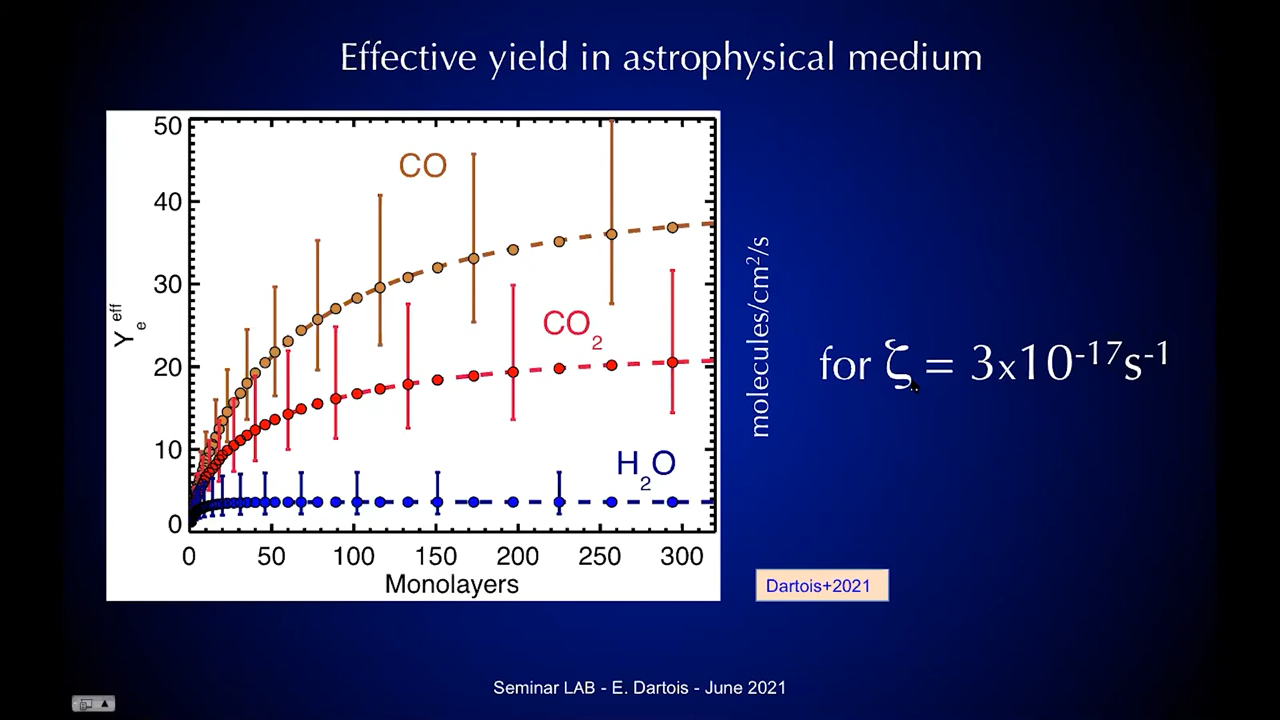 Effective yield in astrophysical medium
50
40
30
20
10
0
Y_e^eff
CO
CO₂
H₂O
0 50 100 150 200 250 300
Monolayers
molecules/cm²/s
for ζ = 3x10⁻¹⁷s⁻¹
Dartois+2021
Seminar LAB - E. Dartois - June 2021